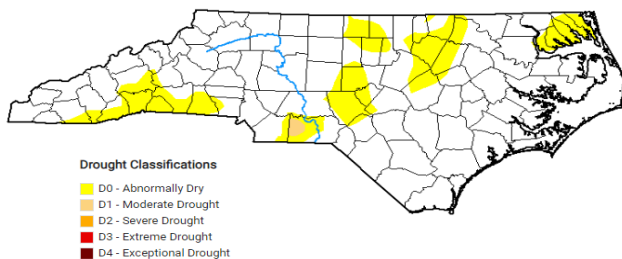 Drought Classifications
D0 - Abnormally Dry
D1 - Moderate Drought
D2 - Severe Drought
D3 - Extreme Drought
D4 - Exceptional Drought